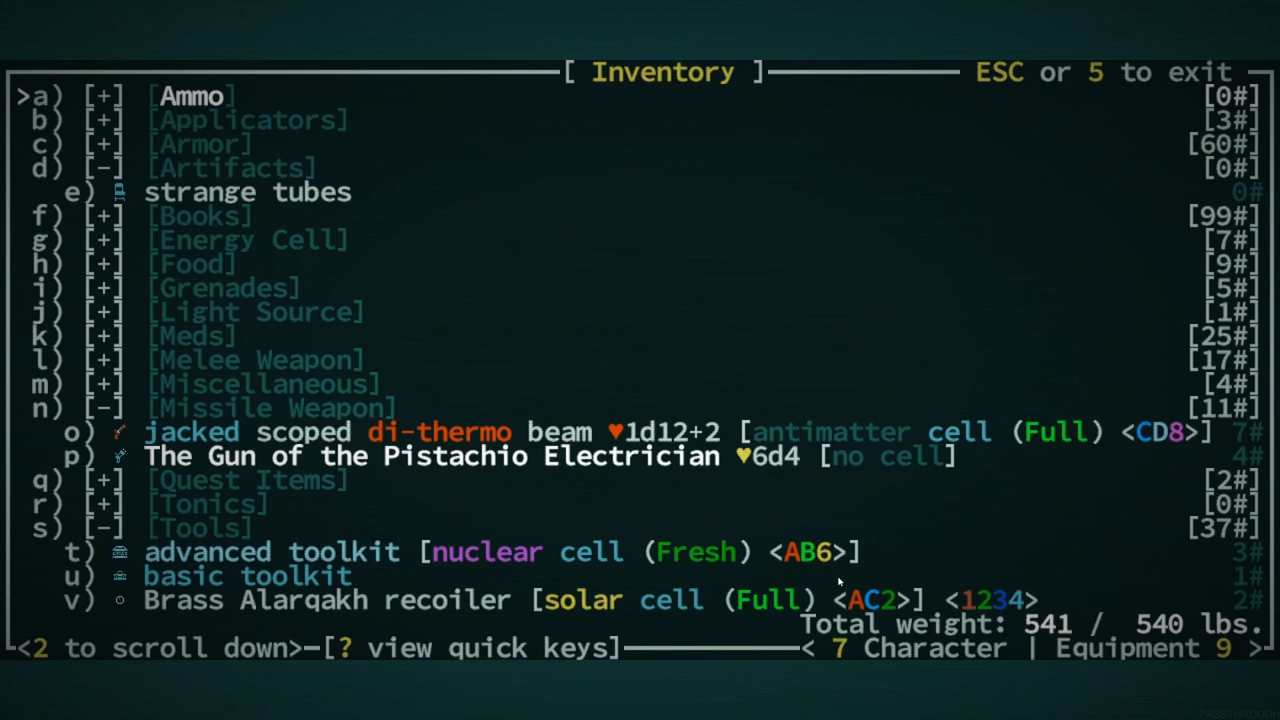 [ Inventory ] ESC or 5 to exit
>a) [+] [Ammo] [0#]
b) [+] [Applicators] [3#]
c) [+] [Armor] [60#]
d) [-] [Artifacts] [0#]
e) strange tubes 0#
f) [+] [Books] [99#]
g) [+] [Energy Cell] [7#]
h) [+] [Food] [9#]
i) [+] [Grenades] [5#]
j) [+] [Light Source] [1#]
k) [+] [Meds] [25#]
l) [+] [Melee Weapon] [17#]
m) [+] [Miscellaneous] [4#]
n) [-] [Missile Weapon] [11#]
o) jacked scoped di-thermo beam ♥1d12+2 [antimatter cell (Full) <CD8>] 7#
p) The Gun of the Pistachio Electrician ♥6d4 [no cell] 4#
q) [+] [Quest Items] [2#]
r) [+] [Tonics] [0#]
s) [-] [Tools] [37#]
t) advanced toolkit [nuclear cell (Fresh) <AB6>] 3#
u) basic toolkit 1#
v) Brass Alarqakh recoiler [solar cell (Full) <AC2>] <1234> 2#
Total weight: 541 / 540 lbs.
<2 to scroll down> [? view quick keys] < 7 Character | Equipment 9 >